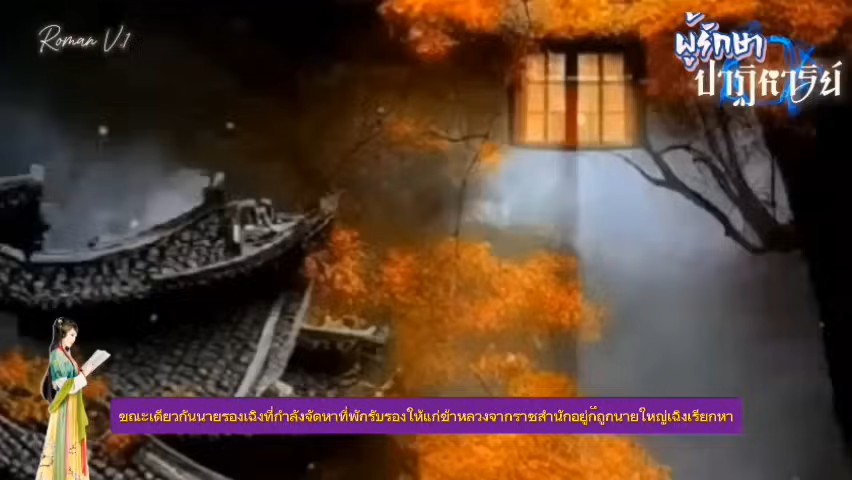 Roman V.1
ผู้รักษา
ปาฏิหาริย์
ขณะเดียวกันนายรองเฉิงที่กำลังจัดหาที่พักรับรองให้แก่ข้าหลวงจากราชสำนักอยู่ก็ถูกนายใหญ่เฉิงเรียกหา